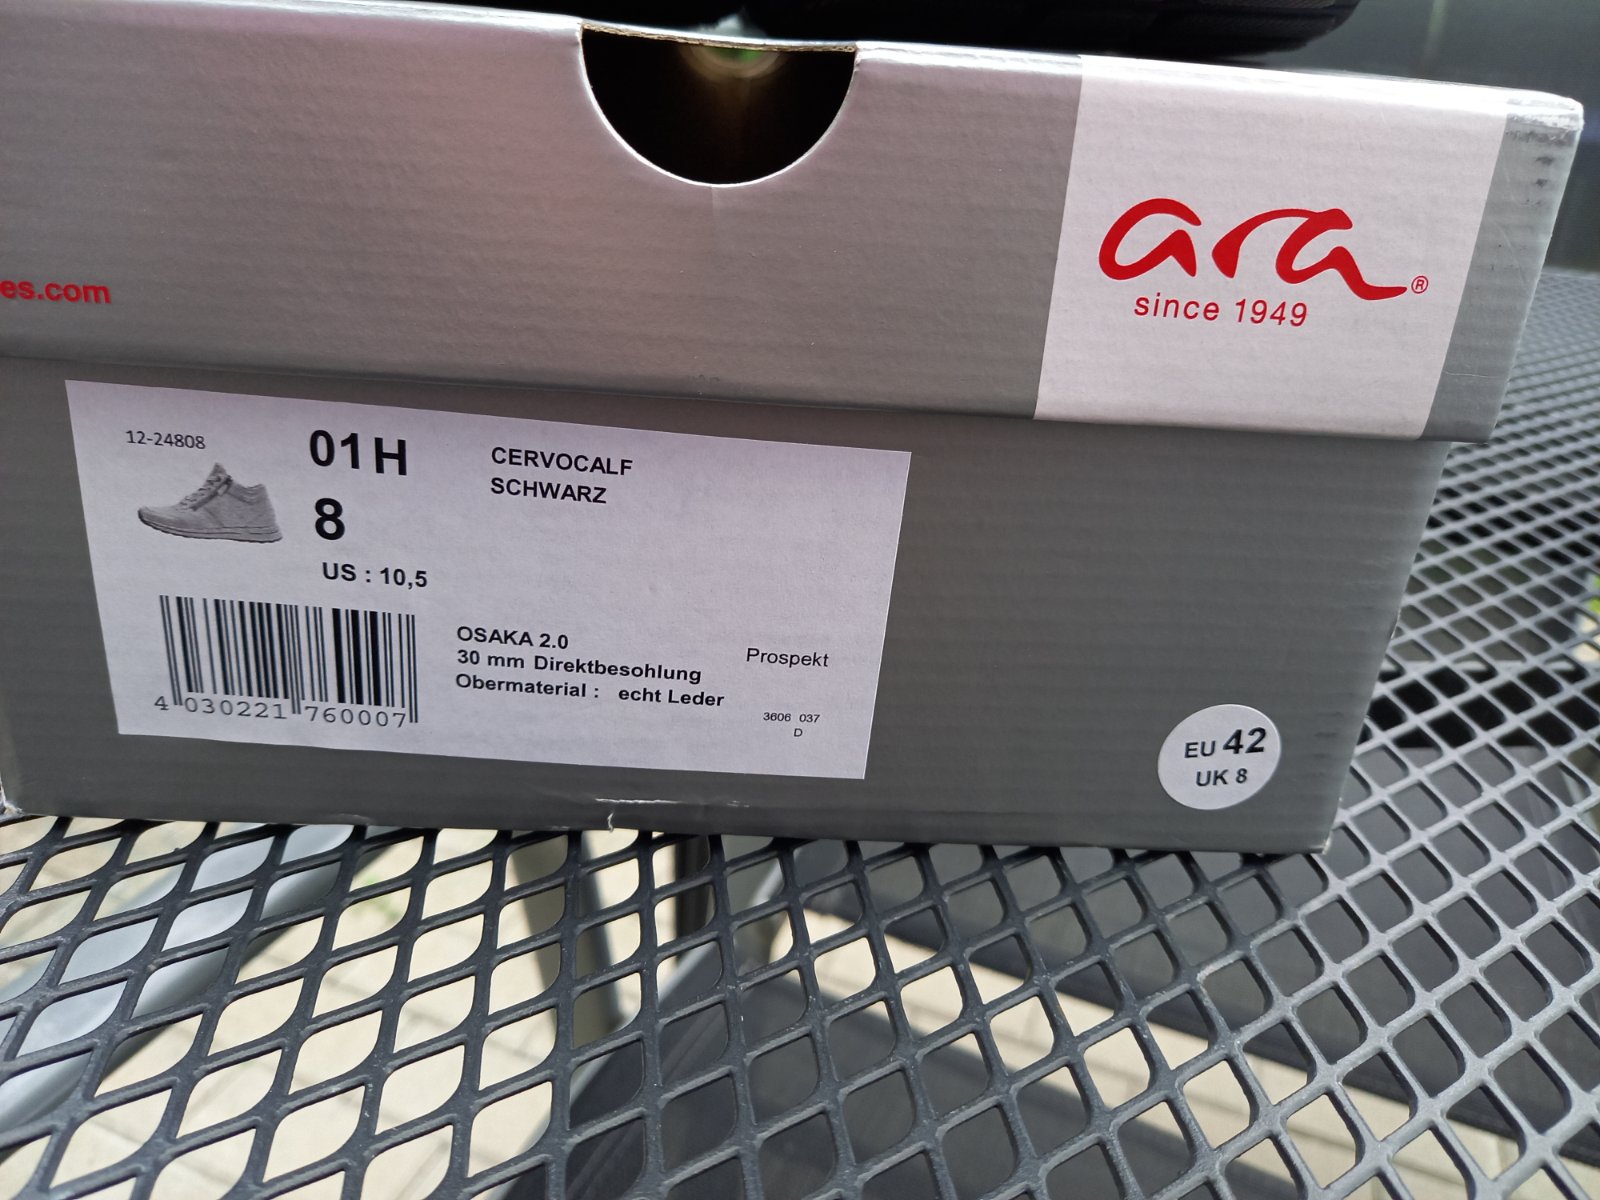 ara®
since 1949
es.com
12-24808
01H
8
US : 10,5
CERVOCALF
SCHWARZ
4 030221 760007
OSAKA 2.0
30 mm Direktbesohlung
Obermaterial : echt Leder
Prospekt
3606 037
D
EU 42
UK 8